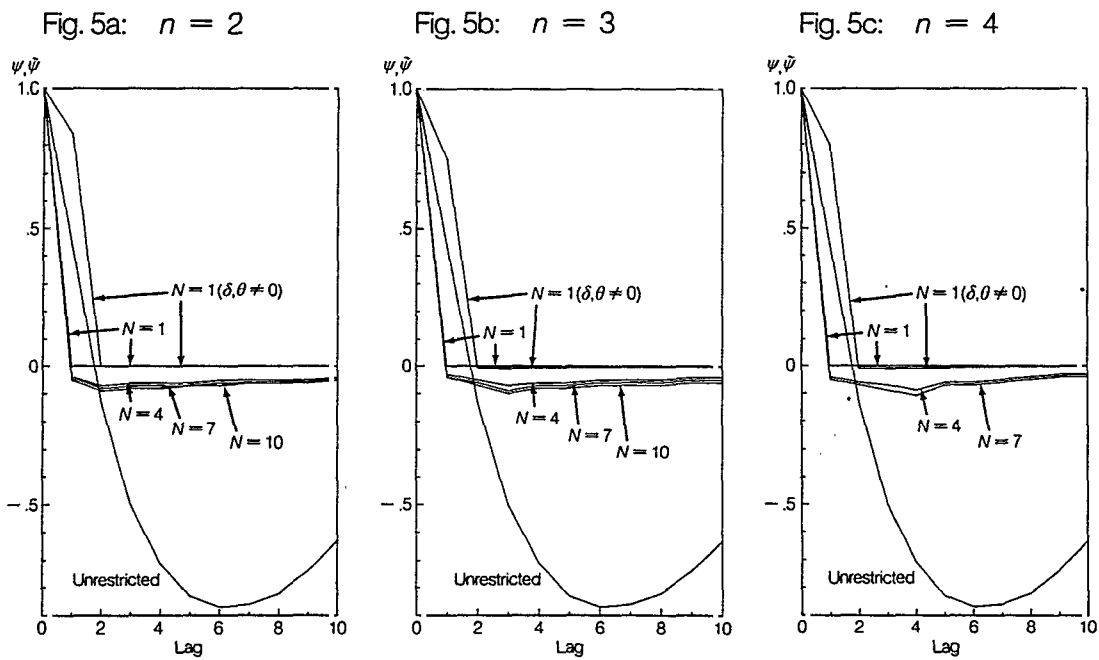 Fig. 5a: n = 2
ψ, ψ̃
1.0
.5
0
− .5
N = 1(δ,θ ≠ 0)
N = 1
N = 4
N = 7
N = 10
Unrestricted
0 2 4 6 8 10
Lag
Fig. 5b: n = 3
ψ, ψ̃
1.0
.5
0
− .5
N = 1(δ,θ ≠ 0)
N = 1
N = 4
N = 7
N = 10
Unrestricted
0 2 4 6 8 10
Lag
Fig. 5c: n = 4
ψ, ψ̃
1.0
.5
0
− .5
N = 1(δ,θ ≠ 0)
N = 1
N = 4
N = 7
Unrestricted
0 2 4 6 8 10
Lag